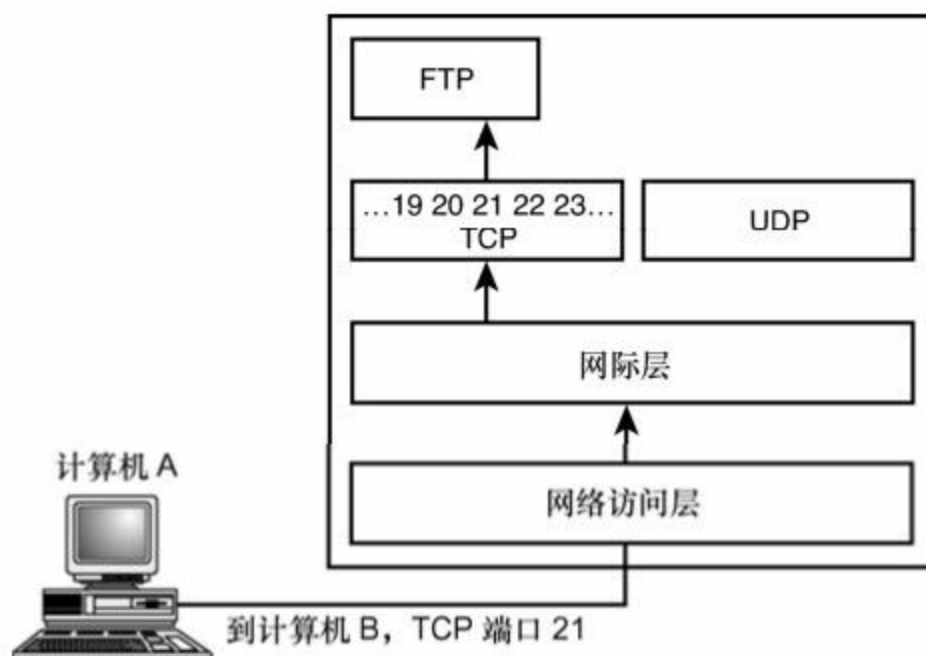 FTP
…19 20 21 22 23…
TCP
UDP
网际层
网络访问层
计算机 A
到计算机 B，TCP 端口 21